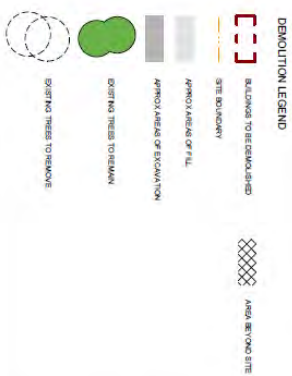 DEMOLITION LEGEND
BUILDINGS TO BE DEMOLISHED
SITE BOUNDARY
APPROX AREAS OF FILL
APPROX AREAS OF EXCAVATION
EXISTING TREES TO REMAIN
EXISTING TREES TO REMOVE
AREA BEYOND SITE